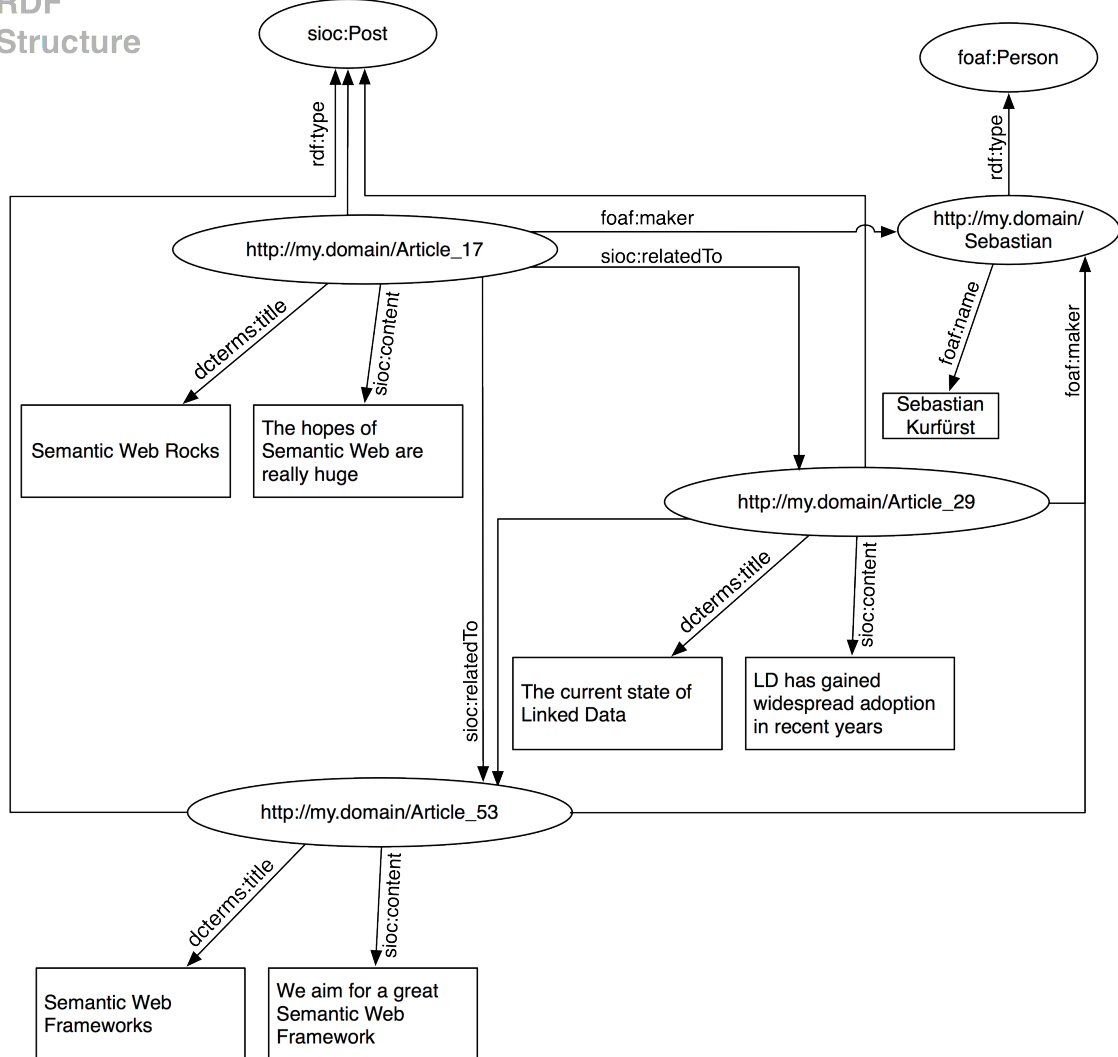 RDF
Structure
sioc:Post
foaf:Person
rdf:type
rdf:type
http://my.domain/Article_17
foaf:maker
http://my.domain/
Sebastian
sioc:relatedTo
dcterms:title
sioc:content
foaf:name
foaf:maker
Semantic Web Rocks
The hopes of
Semantic Web are
really huge
Sebastian
Kurfürst
http://my.domain/Article_29
dcterms:title
sioc:content
sioc:relatedTo
The current state of
Linked Data
LD has gained
widespread adoption
in recent years
http://my.domain/Article_53
dcterms:title
sioc:content
Semantic Web
Frameworks
We aim for a great
Semantic Web
Framework